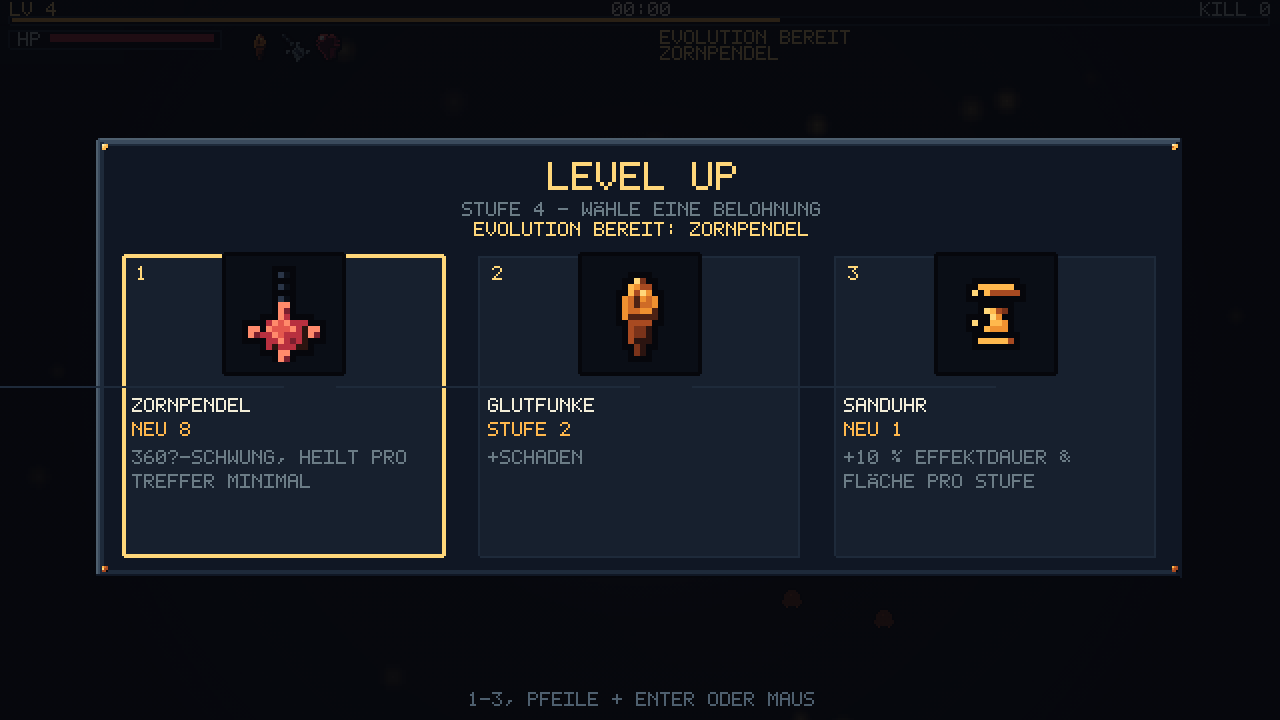 LV 4
00:00
KILL 0
HP
EVOLUTION BEREIT
ZORNPENDEL
LEVEL UP
STUFE 4 - WÄHLE EINE BELOHNUNG
EVOLUTION BEREIT: ZORNPENDEL
1
ZORNPENDEL
NEU 8
360?-SCHWUNG, HEILT PRO
TREFFER MINIMAL
2
GLUTFUNKE
STUFE 2
+SCHADEN
3
SANDUHR
NEU 1
+10 % EFFEKTDAUER &
FLÄCHE PRO STUFE
1-3, PFEILE + ENTER ODER MAUS